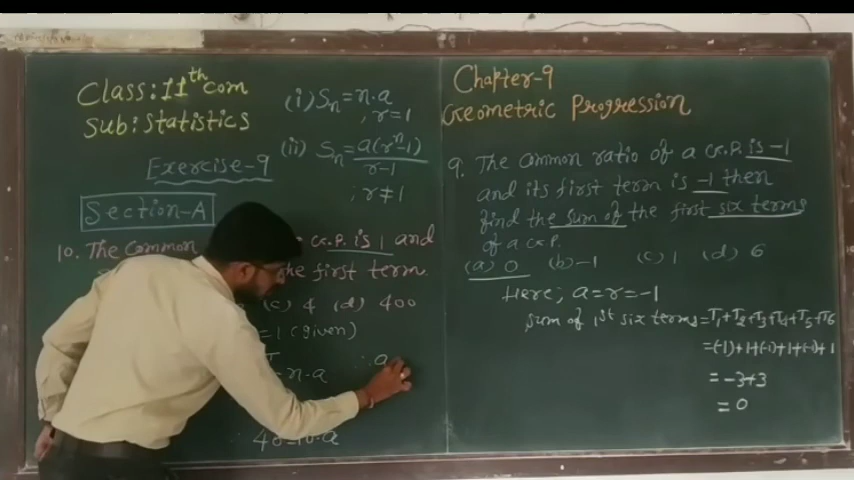 Class: 11th com
Sub: Statistics
Exercise-9
Section-A
(i) Sn = n·a
, r=1
(ii) Sn = a(r^n-1)
r-1
; r≠1
10. The Common G.P. is 1 and
the first term
(c) 4 (d) 400
=1 (given)
n·a ∴ a
∴ 40=10·a
Chapter-9
Geometric Progression
9. The Common ratio of a G.P. is -1
and its first term is -1 then
find the sum of the first six terms
of a G.P.
(a) 0 (b) -1 (c) 1 (d) 6
Here; a=r=-1
Sum of 1st six terms=T1+T2+T3+T4+T5+T6
=(-1)+1+(-1)+1+(-1)+1
= -3+3
= 0